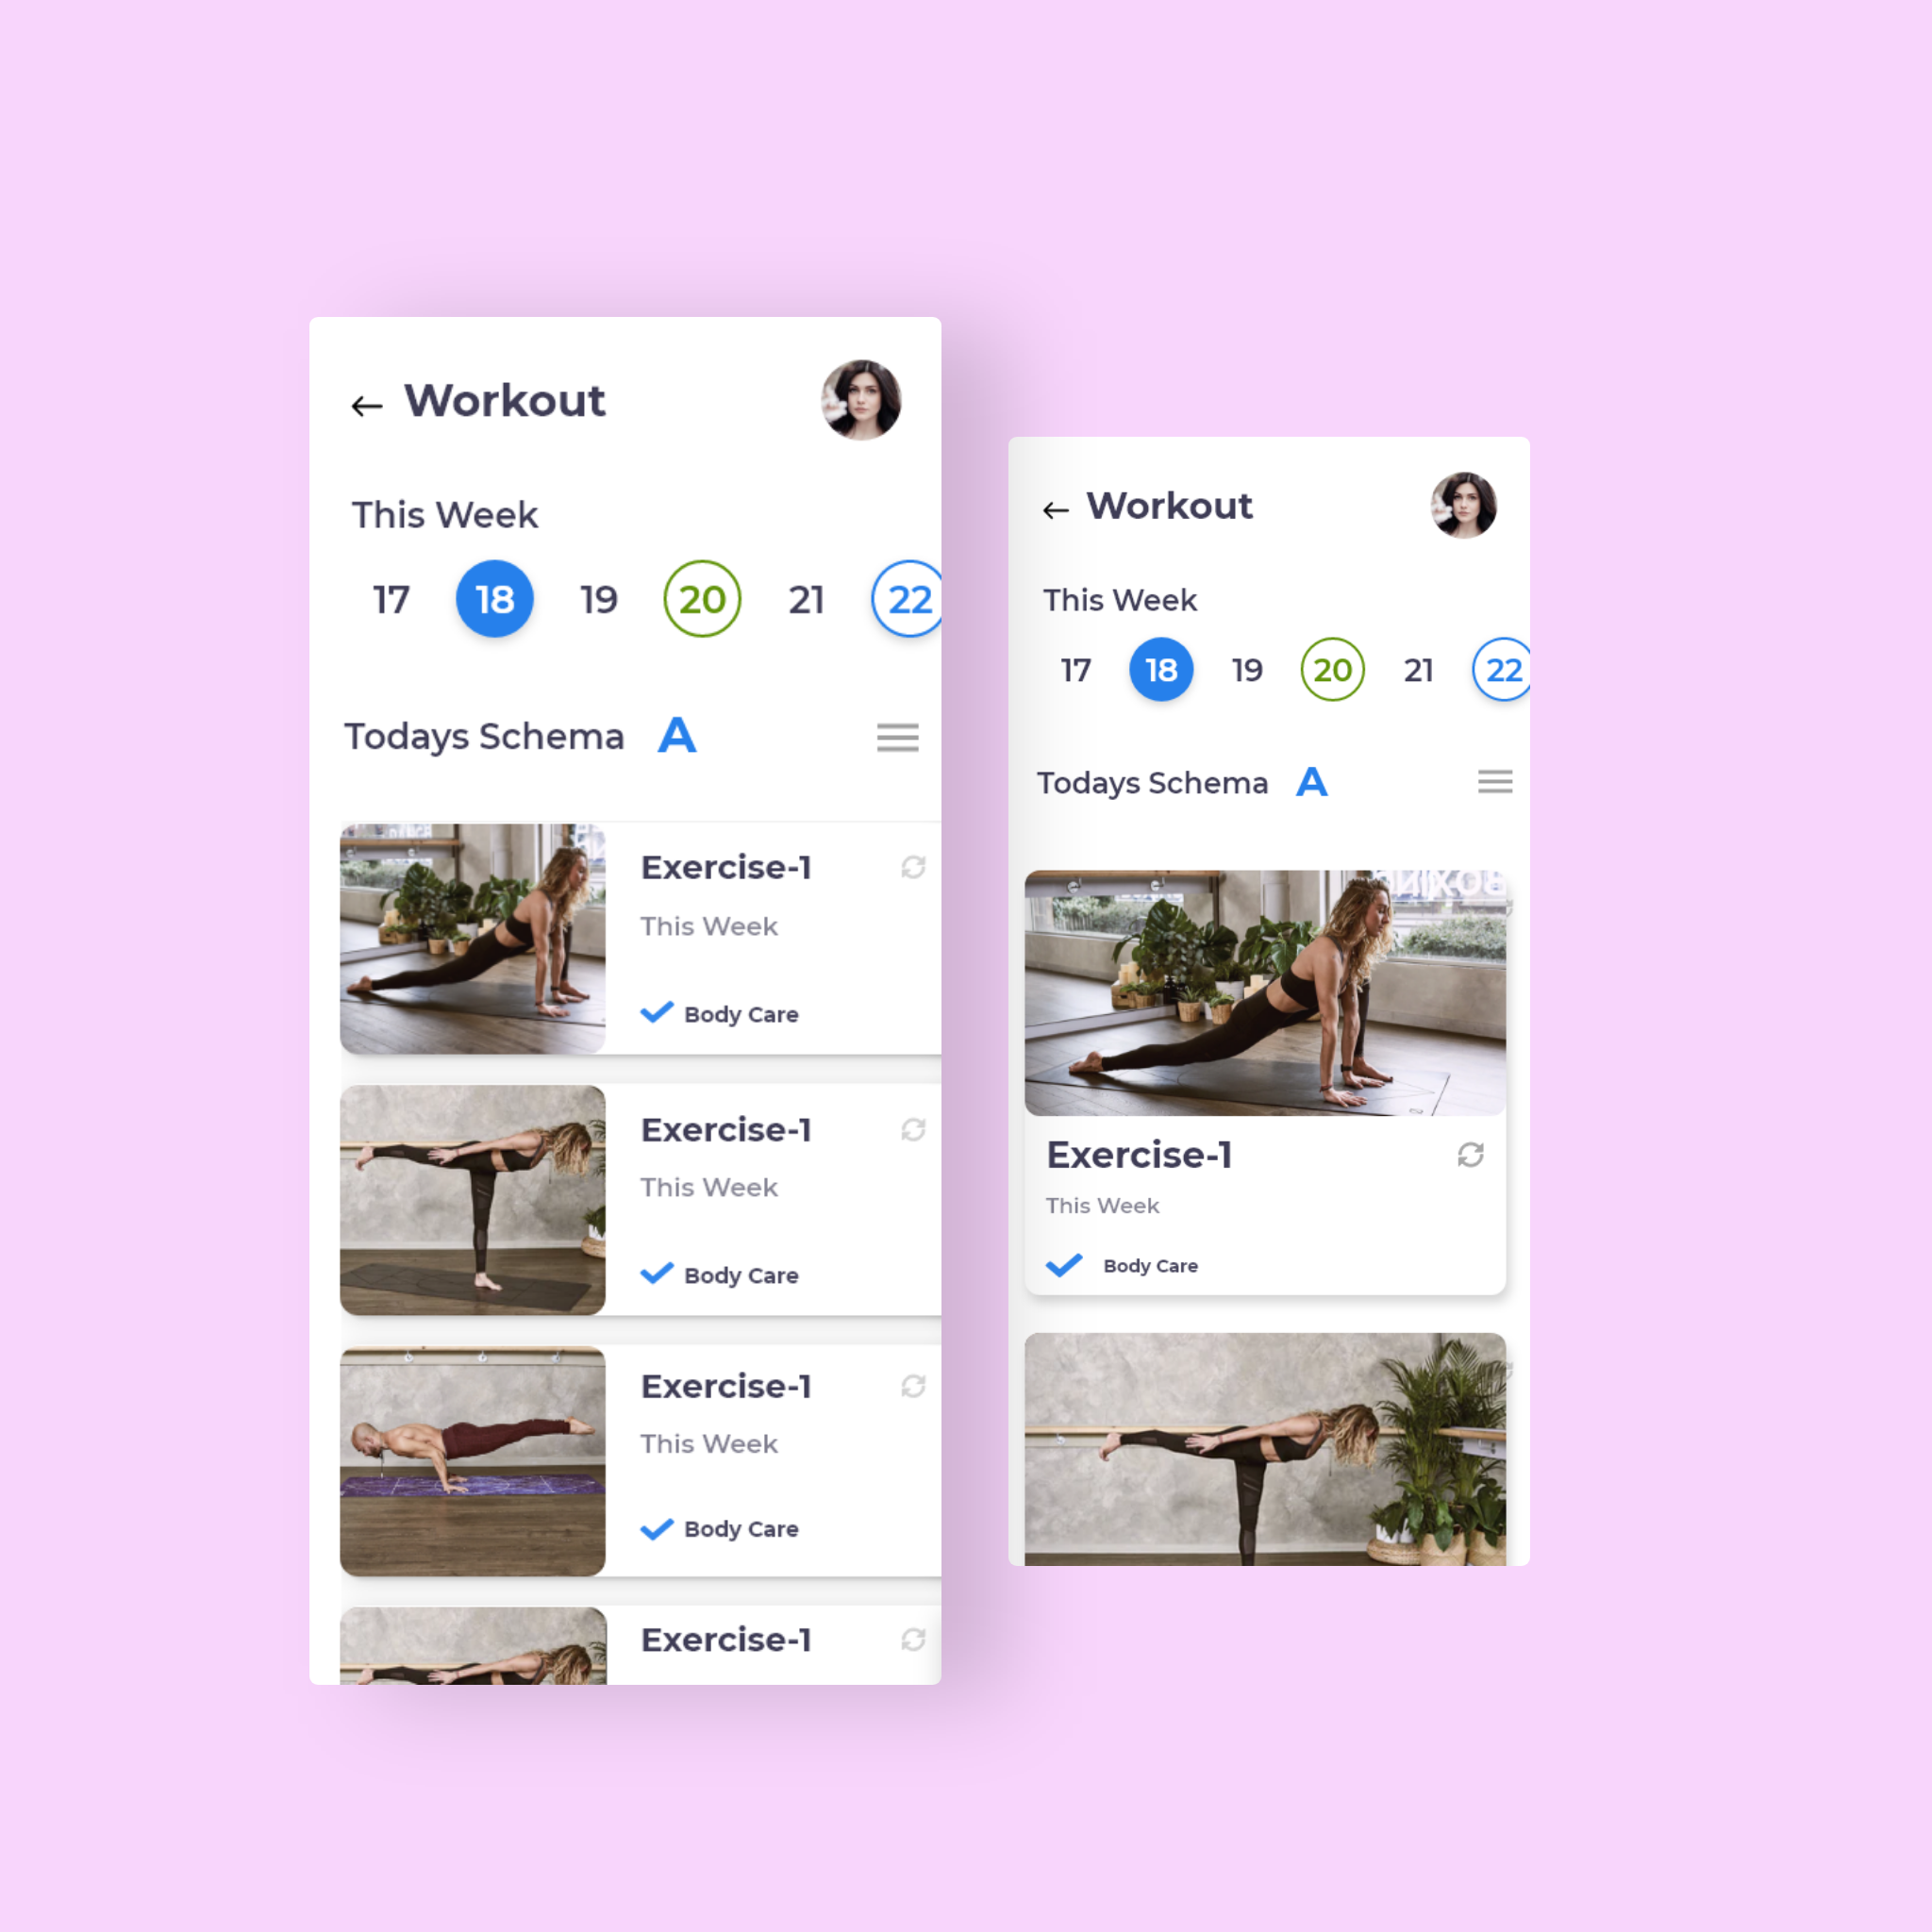 Workout
This Week
17 18 19 20 21 22
Todays Schema A
Exercise-1
This Week
Body Care
Exercise-1
This Week
Body Care
Exercise-1
This Week
Body Care
Exercise-1
Workout
This Week
17 18 19 20 21 22
Todays Schema A
Exercise-1
This Week
Body Care